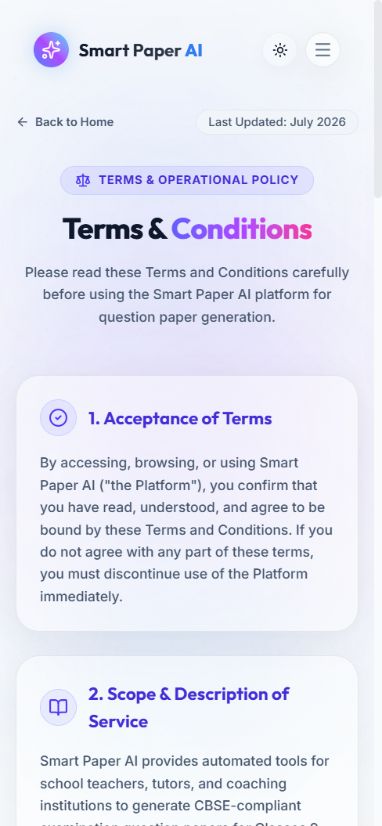 Smart Paper AI
Back to Home
Last Updated: July 2026
TERMS & OPERATIONAL POLICY
Terms & Conditions
Please read these Terms and Conditions carefully
before using the Smart Paper AI platform for
question paper generation.
1. Acceptance of Terms
By accessing, browsing, or using Smart
Paper AI ("the Platform"), you confirm that
you have read, understood, and agree to be
bound by these Terms and Conditions. If you
do not agree with any part of these terms,
you must discontinue use of the Platform
immediately.
2. Scope & Description of
Service
Smart Paper AI provides automated tools for
school teachers, tutors, and coaching
institutions to generate CBSE-compliant
examination question papers for Classes